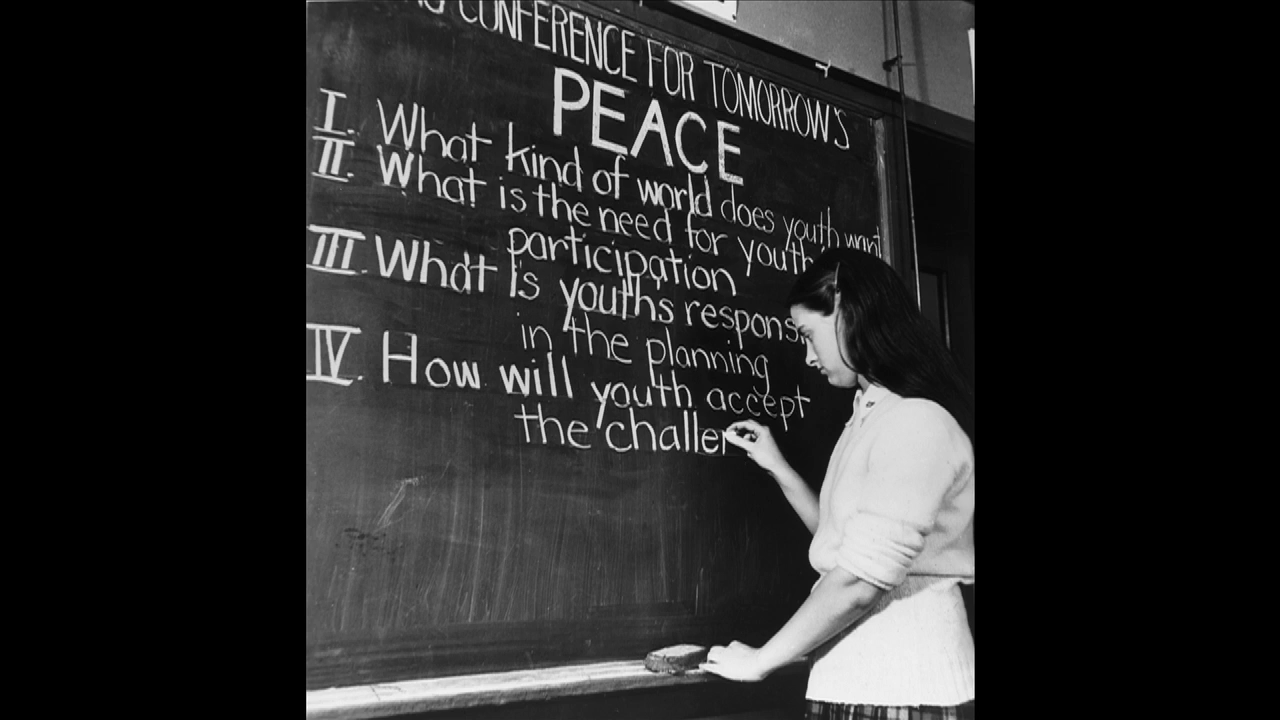 CONFERENCE FOR TOMORROW'S
PEACE
I. What kind of world does youth want
II. What is the need for youth
participation
III. What is youths respons
in the planning
IV. How will youth accept
the challen